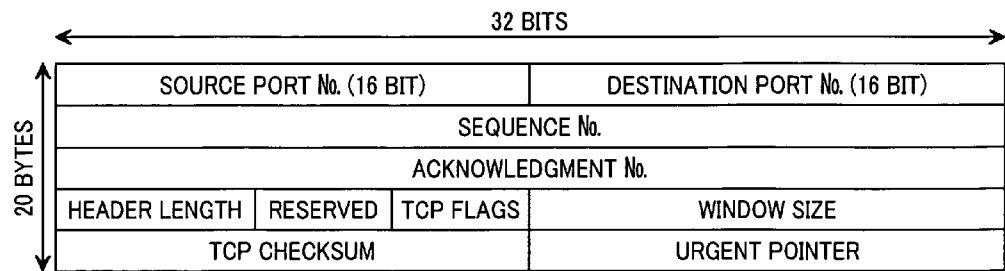 32 BITS
20 BYTES
SOURCE PORT No. (16 BIT) DESTINATION PORT No. (16 BIT)
SEQUENCE No.
ACKNOWLEDGMENT No.
HEADER LENGTH RESERVED TCP FLAGS WINDOW SIZE
TCP CHECKSUM URGENT POINTER